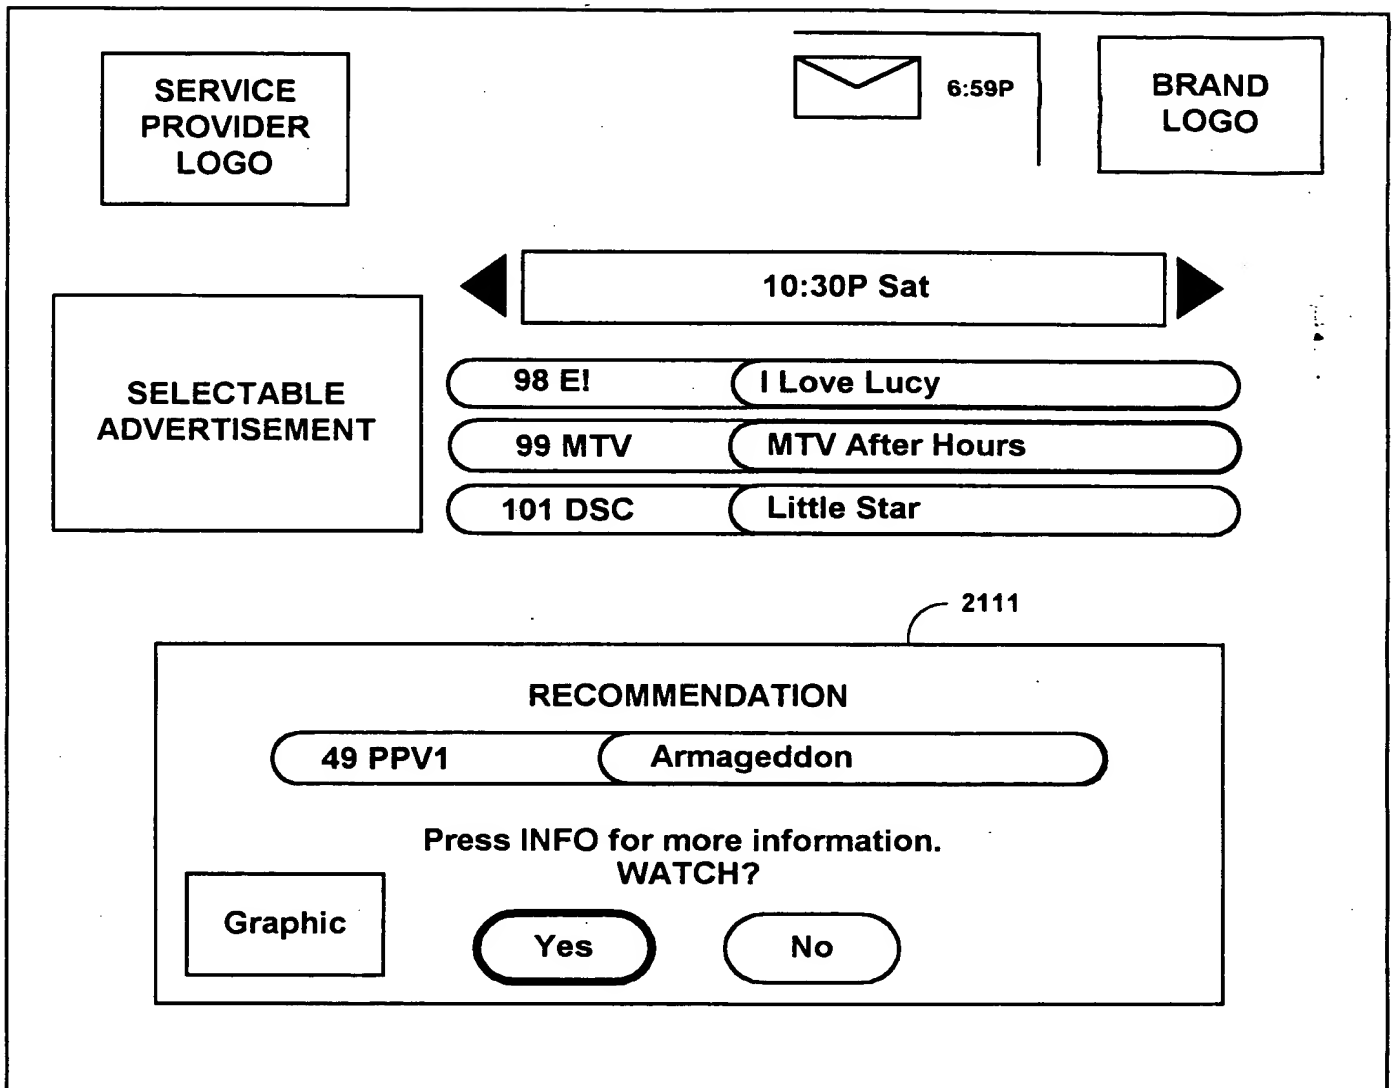 SERVICE
PROVIDER
LOGO
6:59P
BRAND
LOGO
10:30P Sat
SELECTABLE
ADVERTISEMENT
98 E! I Love Lucy
99 MTV MTV After Hours
101 DSC Little Star
2111
RECOMMENDATION
49 PPV1 Armageddon
Press INFO for more information.
WATCH?
Graphic
Yes No